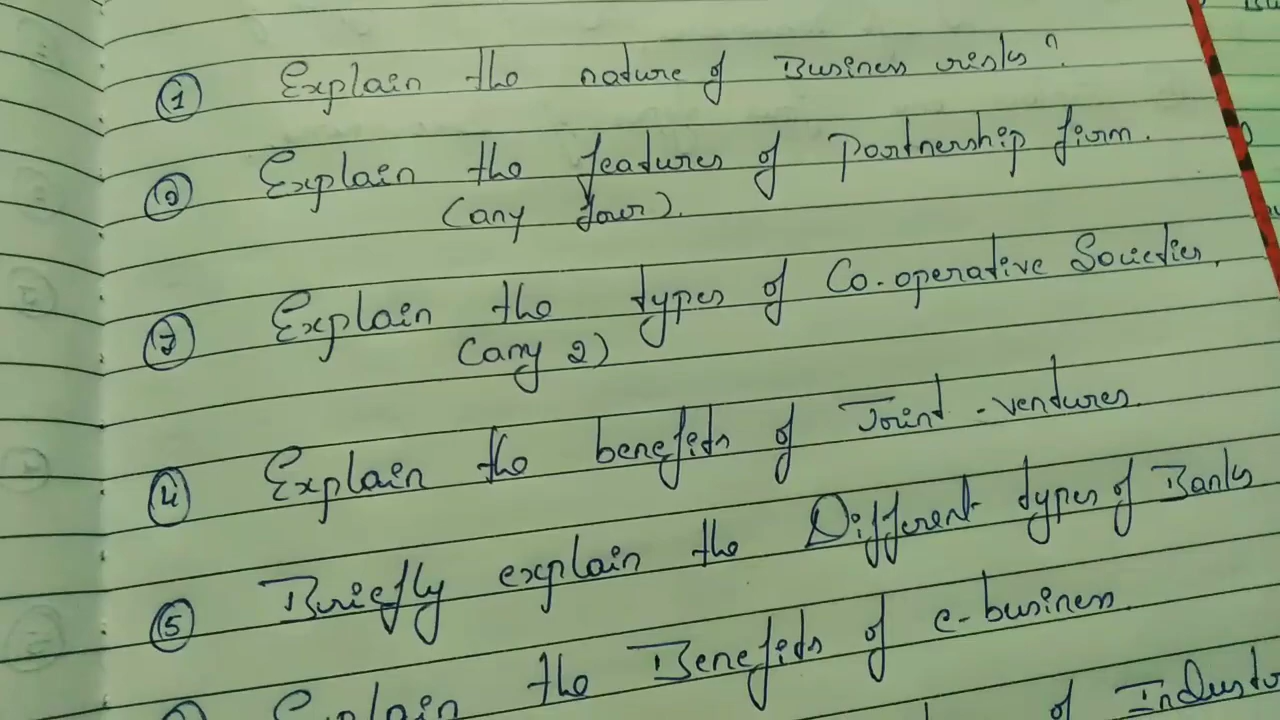 ① Explain the nature of Business risks?
② Explain the features of Partnership firm.
(any four).
③ Explain the types of Co-operative Societies.
(any 2)
④ Explain the benefits of Joint-ventures.
⑤ Briefly explain the Different types of Banks
Explain the Benefits of e-business.
of